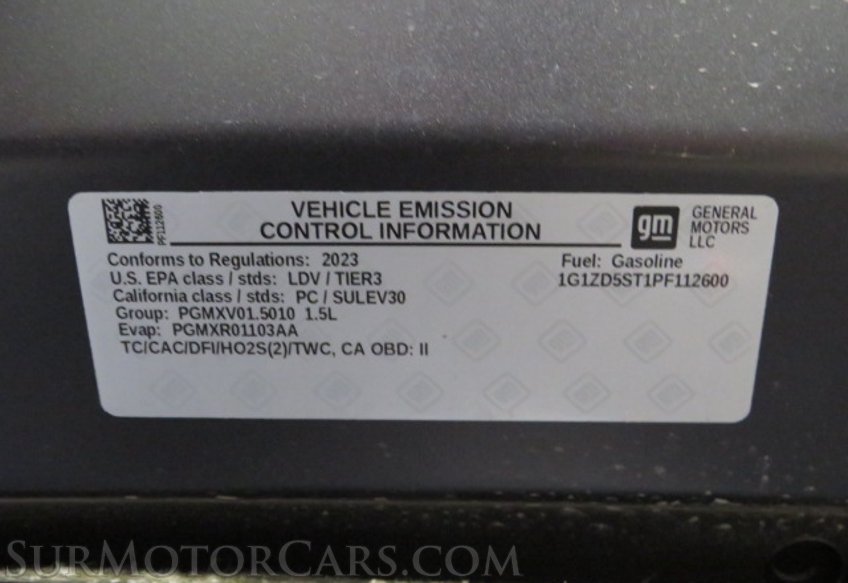 PF112600
VEHICLE EMISSION
CONTROL INFORMATION
gm
GENERAL
MOTORS
LLC
Conforms to Regulations: 2023
U.S. EPA class / stds: LDV / TIER3
California class / stds: PC / SULEV30
Group: PGMXV01.5010 1.5L
Evap: PGMXR01103AA
TC/CAC/DFI/HO2S(2)/TWC, CA OBD: II
Fuel: Gasoline
1G1ZD5ST1PF112600
SURMOTORCARS.COM